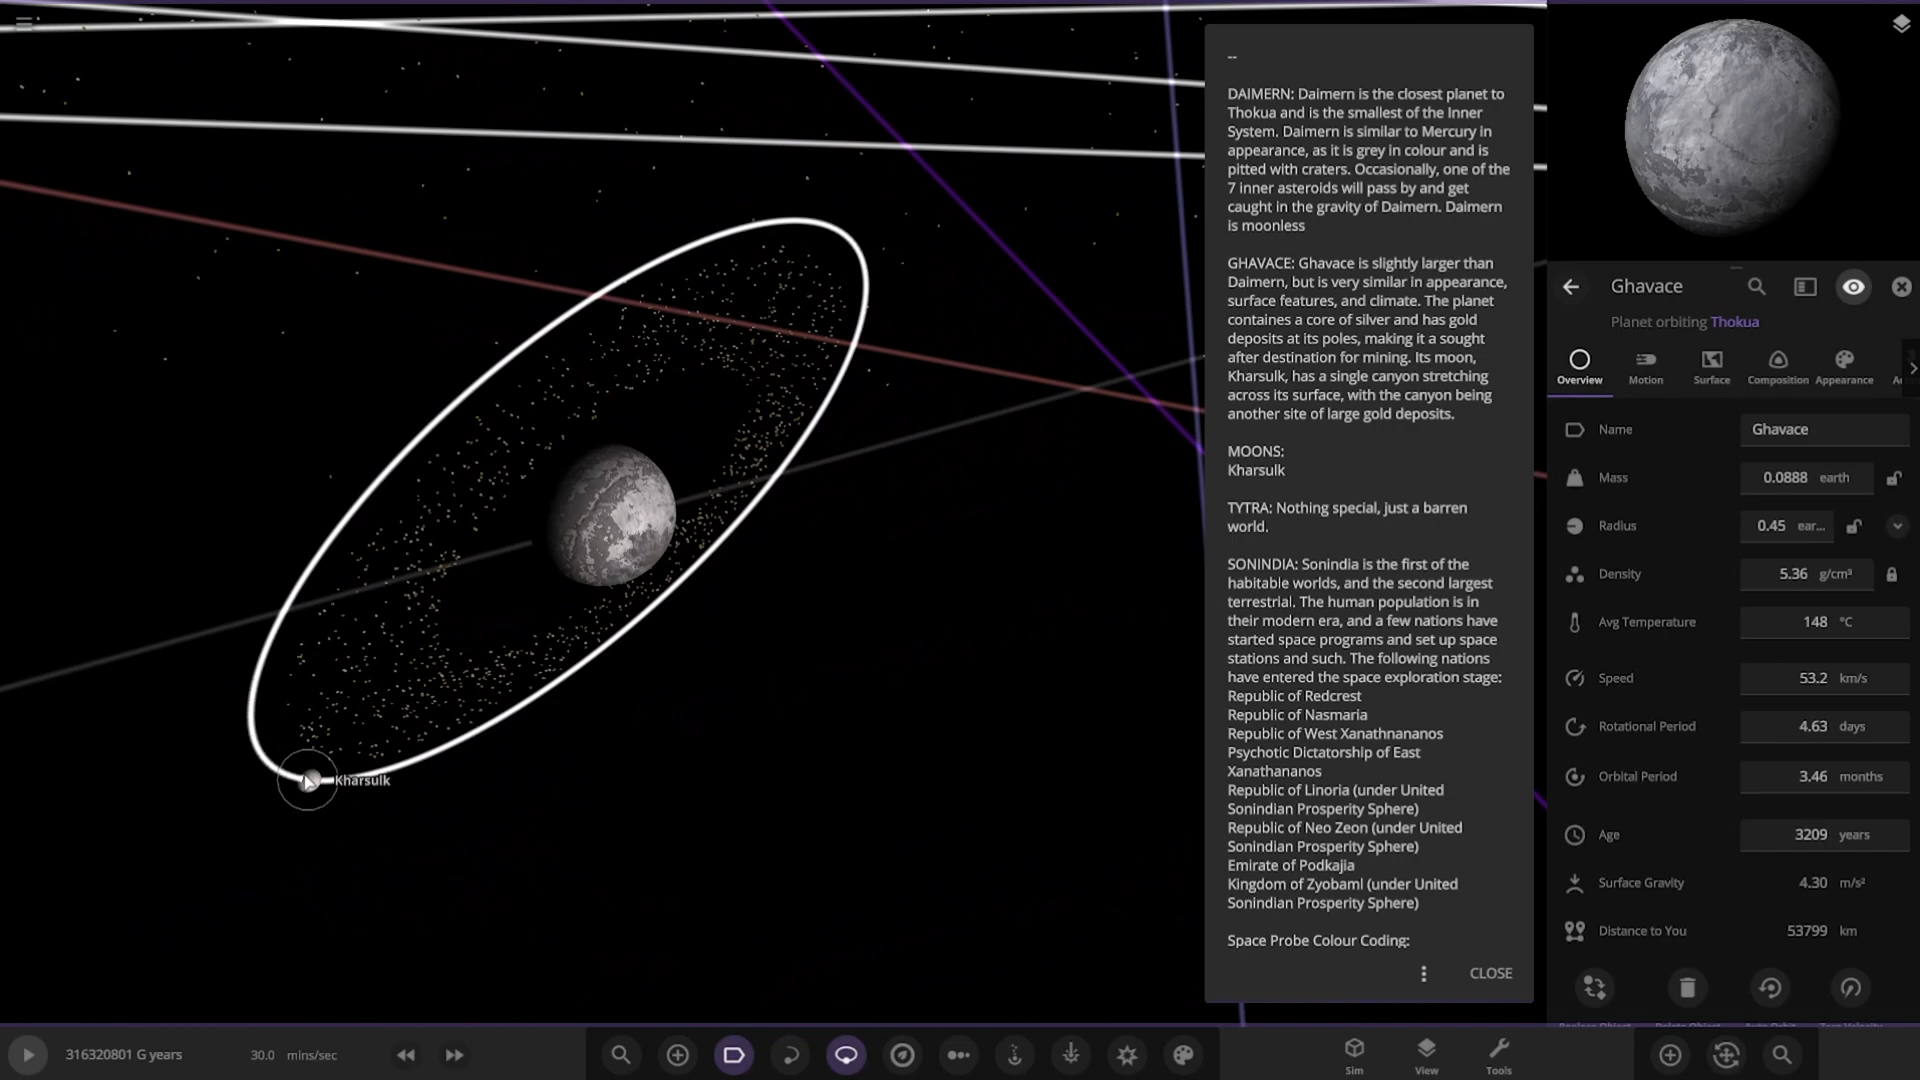 --
DAIMERN: Daimern is the closest planet to
Thokua and is the smallest of the Inner
System. Daimern is similar to Mercury in
appearance, as it is grey in colour and is
pitted with craters. Occasionally, one of the
7 inner asteroids will pass by and get
caught in the gravity of Daimern. Daimern
is moonless
GHAVACE: Ghavace is slightly larger than
Daimern, but is very similar in appearance,
surface features, and climate. The planet
containes a core of silver and has gold
deposits at its poles, making it a sought
after destination for mining. Its moon,
Kharsulk, has a single canyon stretching
across its surface, with the canyon being
another site of large gold deposits.
MOONS:
Kharsulk
TYTRA: Nothing special, just a barren
world.
SONINDIA: Sonindia is the first of the
habitable worlds, and the second largest
terrestrial. The human population is in
their modern era, and a few nations have
started space programs and set up space
stations and such. The following nations
have entered the space exploration stage:
Republic of Redcrest
Republic of Nasmaria
Republic of West Xanathnananos
Psychotic Dictatorship of East
Xanathananos
Republic of Linoria (under United
Sonindian Prosperity Sphere)
Republic of Neo Zeon (under United
Sonindian Prosperity Sphere)
Emirate of Podkajia
Kingdom of Zyobaml (under United
Sonindian Prosperity Sphere)
Space Probe Colour Coding:
CLOSE
Kharsulk
Ghavace
Planet orbiting Thokua
Overview Motion Surface Composition Appearance
Name Ghavace
Mass 0.0888 earth
Radius 0.45 ear...
Density 5.36 g/cm³
Avg Temperature 148 °C
Speed 53.2 km/s
Rotational Period 4.63 days
Orbital Period 3.46 months
Age 3209 years
Surface Gravity 4.30 m/s²
Distance to You 53799 km
316320801 G years 30.0 mins/sec
Sim View Tools